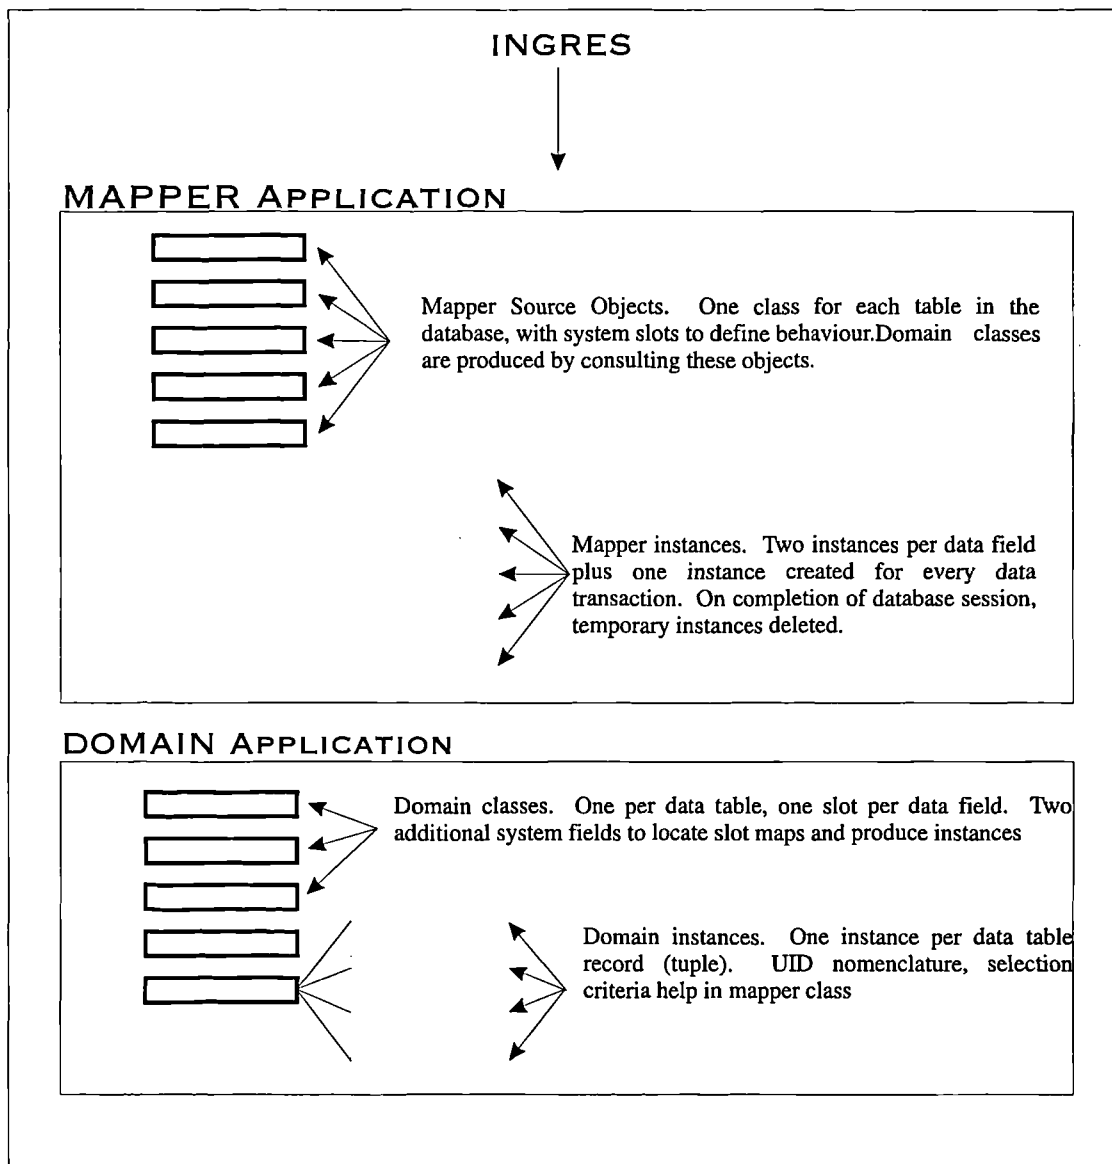 INGRES
MAPPER APPLICATION
Mapper Source Objects. One class for each table in the
database, with system slots to define behaviour.Domain classes
are produced by consulting these objects.
Mapper instances. Two instances per data field
plus one instance created for every data
transaction. On completion of database session,
temporary instances deleted.
DOMAIN APPLICATION
Domain classes. One per data table, one slot per data field. Two
additional system fields to locate slot maps and produce instances
Domain instances. One instance per data table
record (tuple). UID nomenclature, selection
criteria help in mapper class